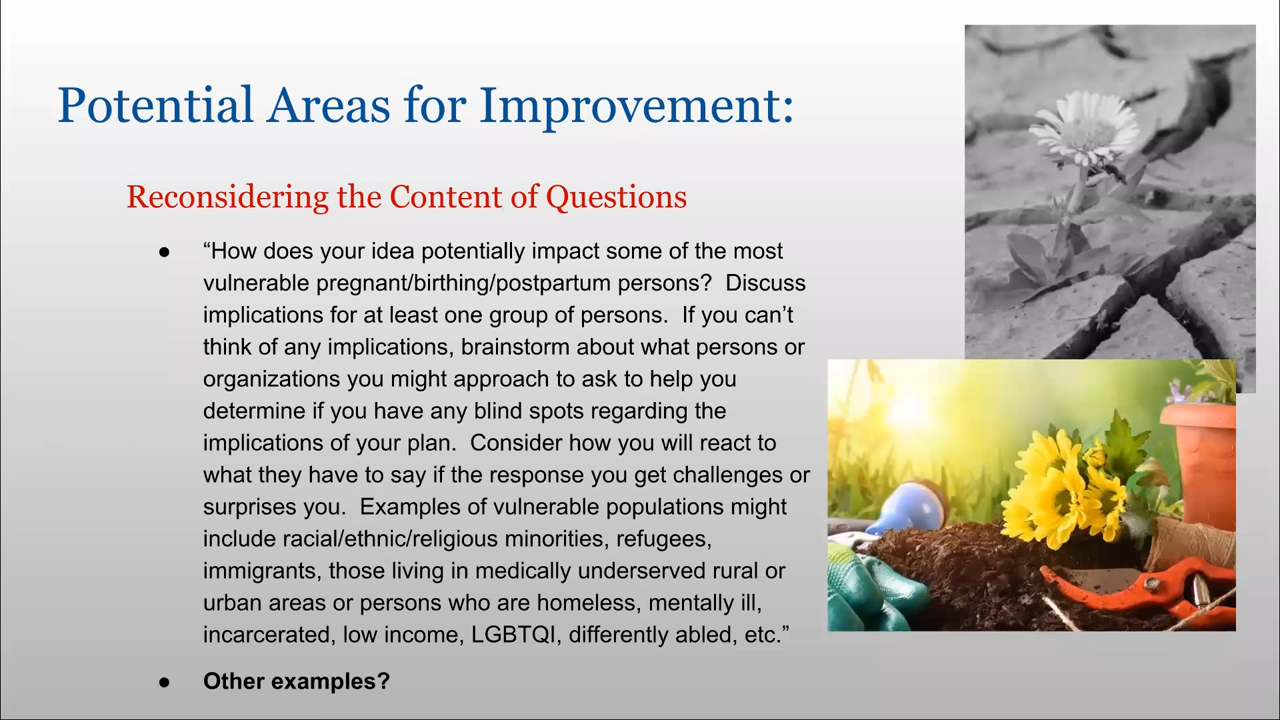 Potential Areas for Improvement:
Reconsidering the Content of Questions
● “How does your idea potentially impact some of the most
vulnerable pregnant/birthing/postpartum persons?  Discuss
implications for at least one group of persons.  If you can’t
think of any implications, brainstorm about what persons or
organizations you might approach to ask to help you
determine if you have any blind spots regarding the
implications of your plan.  Consider how you will react to
what they have to say if the response you get challenges or
surprises you.  Examples of vulnerable populations might
include racial/ethnic/religious minorities, refugees,
immigrants, those living in medically underserved rural or
urban areas or persons who are homeless, mentally ill,
incarcerated, low income, LGBTQI, differently abled, etc.”
● Other examples?